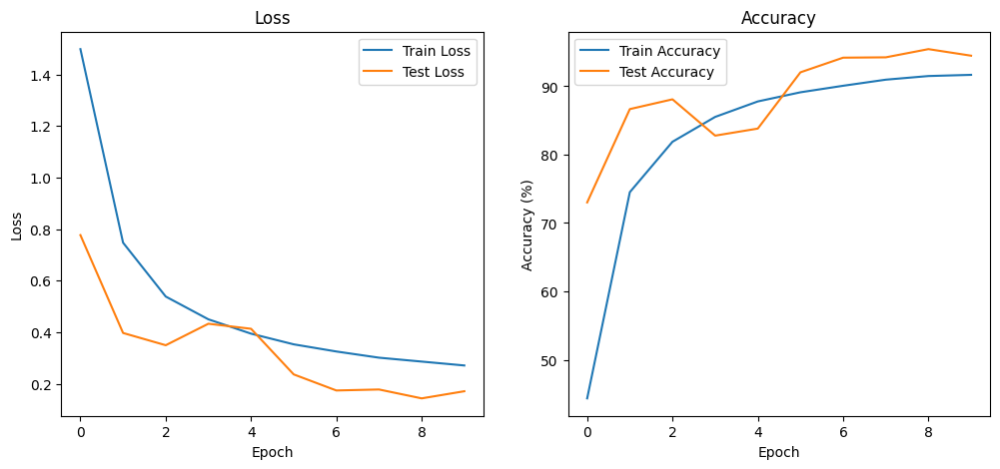 Loss
Train Loss
Test Loss
Loss
1.4
1.2
1.0
0.8
0.6
0.4
0.2
0 2 4 6 8
Epoch
Accuracy
Train Accuracy
Test Accuracy
Accuracy (%)
90
80
70
60
50
0 2 4 6 8
Epoch